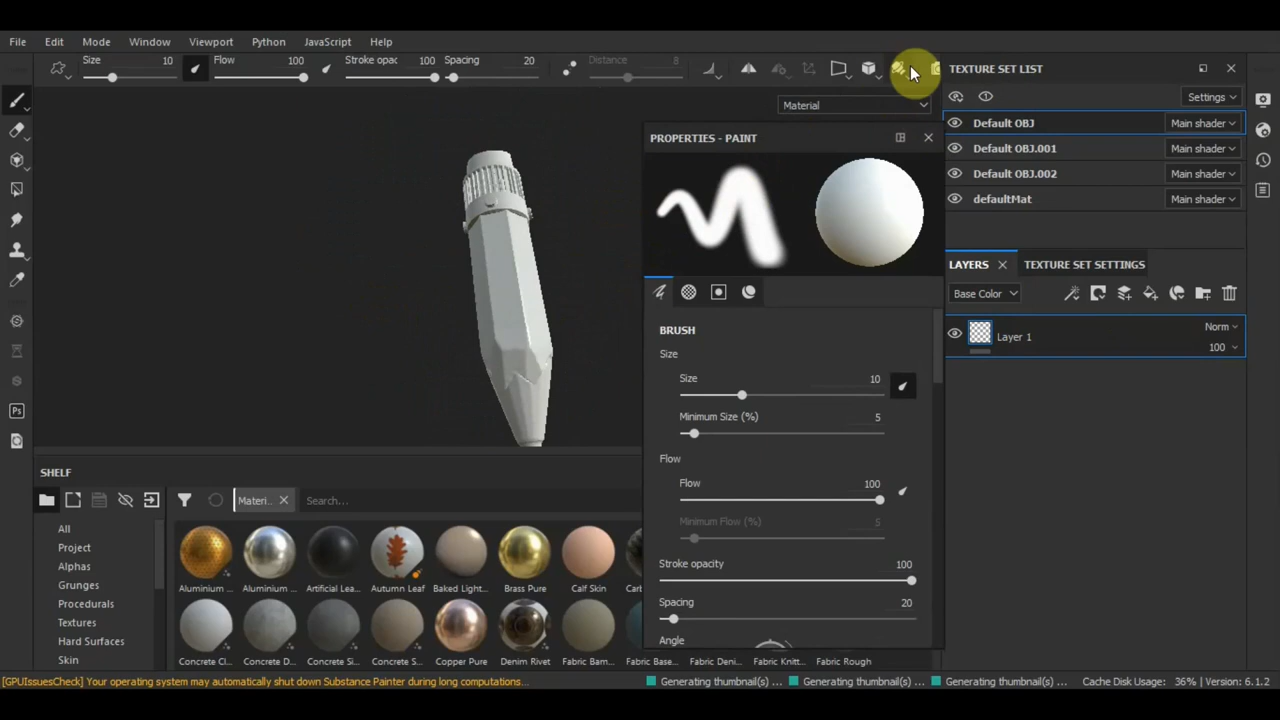 File Edit Mode Window Viewport Python JavaScript Help
Size 10 Flow 100 Stroke opac 100 Spacing 20 Distance 8
Material
TEXTURE SET LIST
Settings
Default OBJ Main shader
Default OBJ.001 Main shader
Default OBJ.002 Main shader
defaultMat Main shader
LAYERS TEXTURE SET SETTINGS
Base Color
Layer 1 Norm
100
PROPERTIES - PAINT
BRUSH
Size
Size 10
Minimum Size (%) 5
Flow
Flow 100
Minimum Flow (%) 5
Stroke opacity 100
Spacing 20
Angle
Ps
SHELF
Materi... Search...
All
Project
Alphas
Grunges
Procedurals
Textures
Hard Surfaces
Skin
Aluminium ... Aluminium ... Artificial Lea... Autumn Leaf Baked Light... Brass Pure Calf Skin Carb
Concrete Cl... Concrete D... Concrete Si... Concrete S... Copper Pure Denim Rivet Fabric Bam... Fabric Base... Fabric Deni... Fabric Knitt... Fabric Rough
[GPUIssuesCheck] Your operating system may automatically shut down Substance Painter during long computations... Generating thumbnail(s) ... Generating thumbnail(s) ... Generating thumbnail(s) ... Cache Disk Usage: 36% | Version: 6.1.2